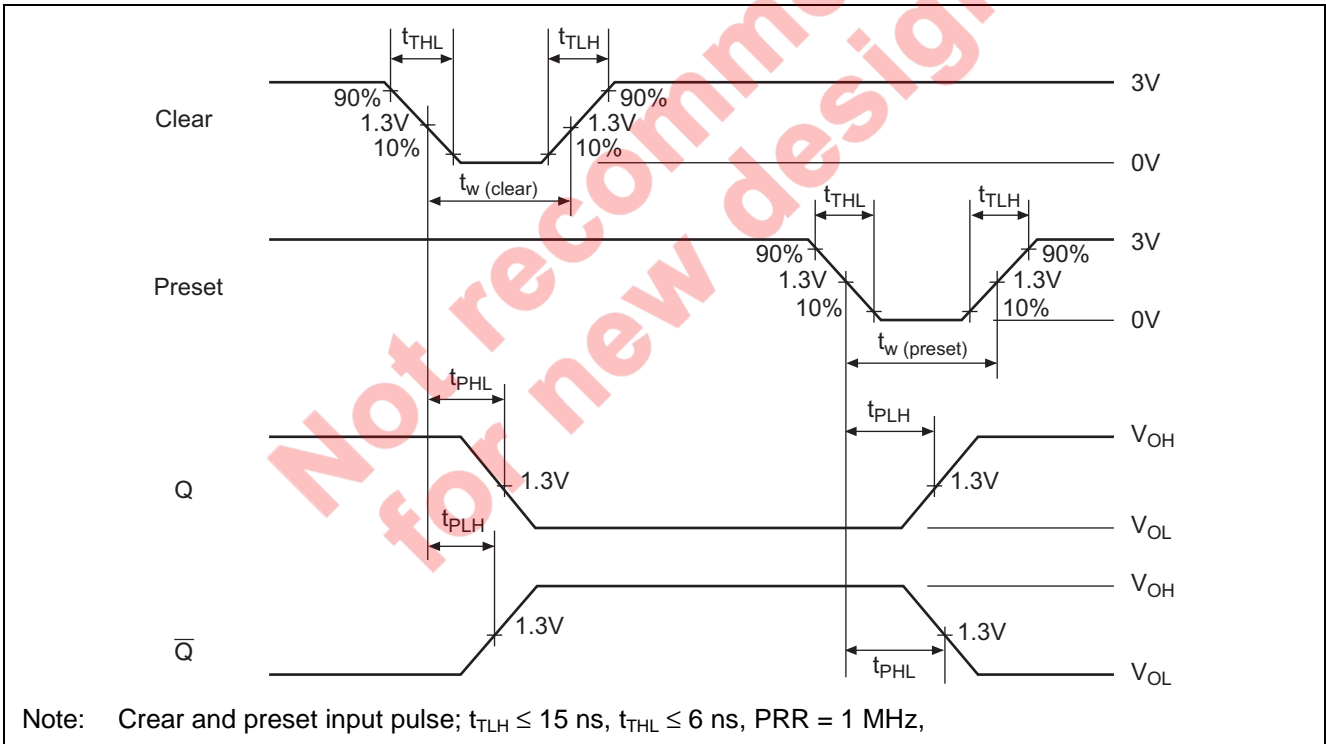 tTHL tTLH
Clear 90% 90% 3V
1.3V 1.3V
10% 10% 0V
tw (clear)
tTHL tTLH
Preset 90% 90% 3V
1.3V 1.3V
10% 10% 0V
tw (preset)
tPHL tPLH
Q VOH
1.3V 1.3V
VOL
tPLH
Q̅ VOH
1.3V 1.3V
tPHL
VOL
Note: Crear and preset input pulse; tTLH ≤ 15 ns, tTHL ≤ 6 ns, PRR = 1 MHz,
Not recomme
for new desig